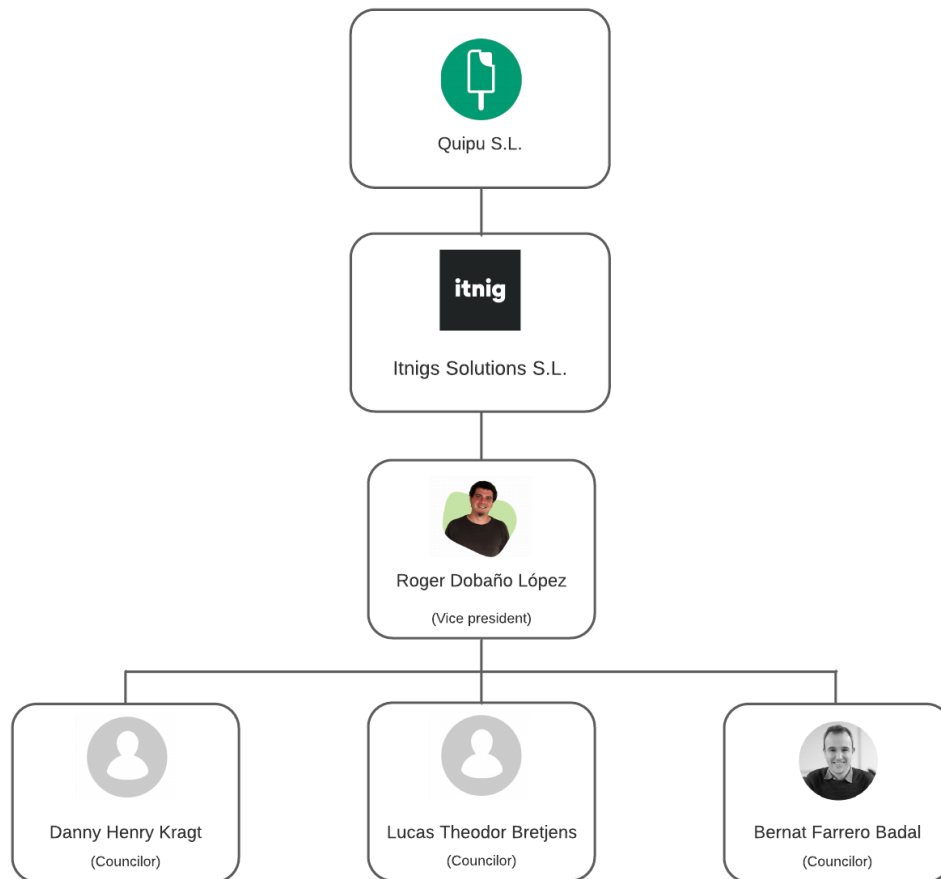 Quipu S.L.
itnig
Itnigs Solutions S.L.
Roger Dobaño López
(Vice president)
Danny Henry Kragt
(Councilor)
Lucas Theodor Bretjens
(Councilor)
Bernat Farrero Badal
(Councilor)